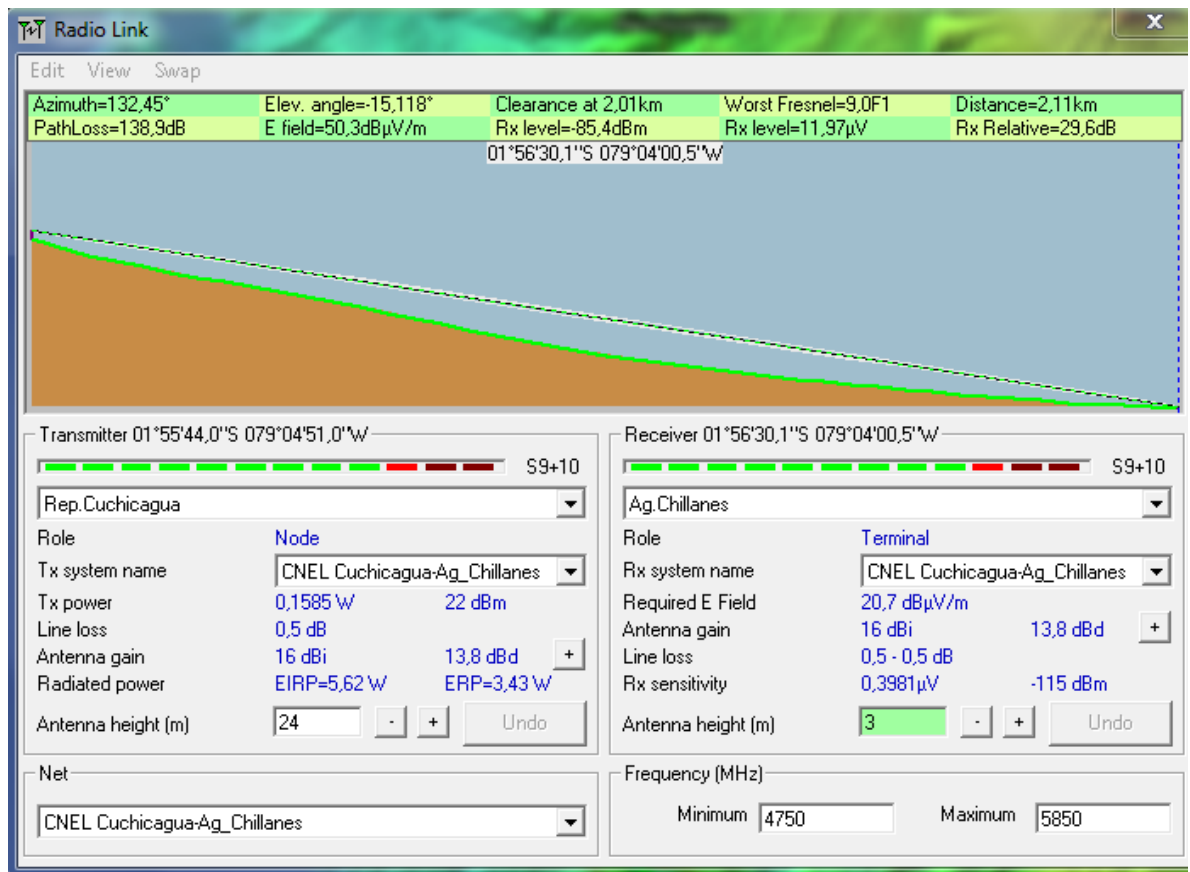 Radio Link
X
Edit View Swap
Azimuth=132,45° Elev. angle=-15,118° Clearance at 2,01km Worst Fresnel=9,0F1 Distance=2,11km
PathLoss=138,9dB E field=50,3dBµV/m Rx level=-85,4dBm Rx level=11,97µV Rx Relative=29,6dB
01°56'30,1''S 079°04'00,5''W
Transmitter 01°55'44,0''S 079°04'51,0''W
S9+10
Rep.Cuchicagua
Role Node
Tx system name CNEL Cuchicagua-Ag_Chillanes
Tx power 0,1585 W 22 dBm
Line loss 0,5 dB
Antenna gain 16 dBi 13,8 dBd +
Radiated power EIRP=5,62 W ERP=3,43 W
Antenna height (m) 24 - + Undo
Receiver 01°56'30,1''S 079°04'00,5''W
S9+10
Ag.Chillanes
Role Terminal
Rx system name CNEL Cuchicagua-Ag_Chillanes
Required E Field 20,7 dBµV/m
Antenna gain 16 dBi 13,8 dBd +
Line loss 0,5 - 0,5 dB
Rx sensitivity 0,3981µV -115 dBm
Antenna height (m) 3 - + Undo
Net
CNEL Cuchicagua-Ag_Chillanes
Frequency (MHz)
Minimum 4750 Maximum 5850